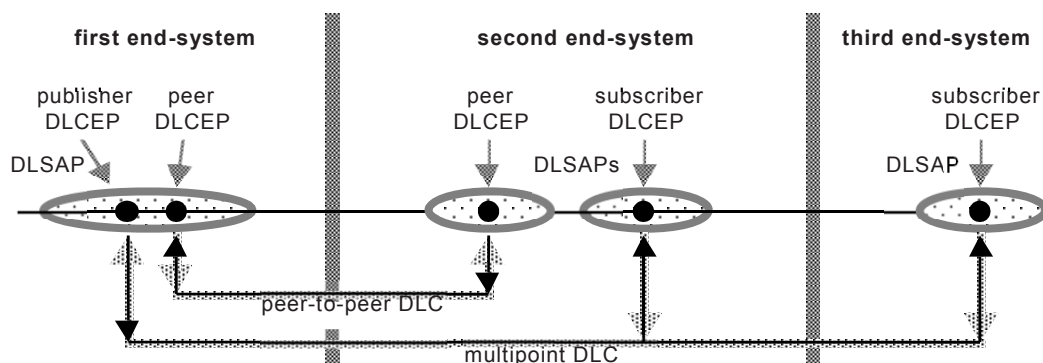 first end-system
second end-system
third end-system
publisher
DLCEP
peer
DLCEP
peer
DLCEP
subscriber
DLCEP
subscriber
DLCEP
DLSAP
DLSAPs
DLSAP
peer-to-peer DLC
multipoint DLC